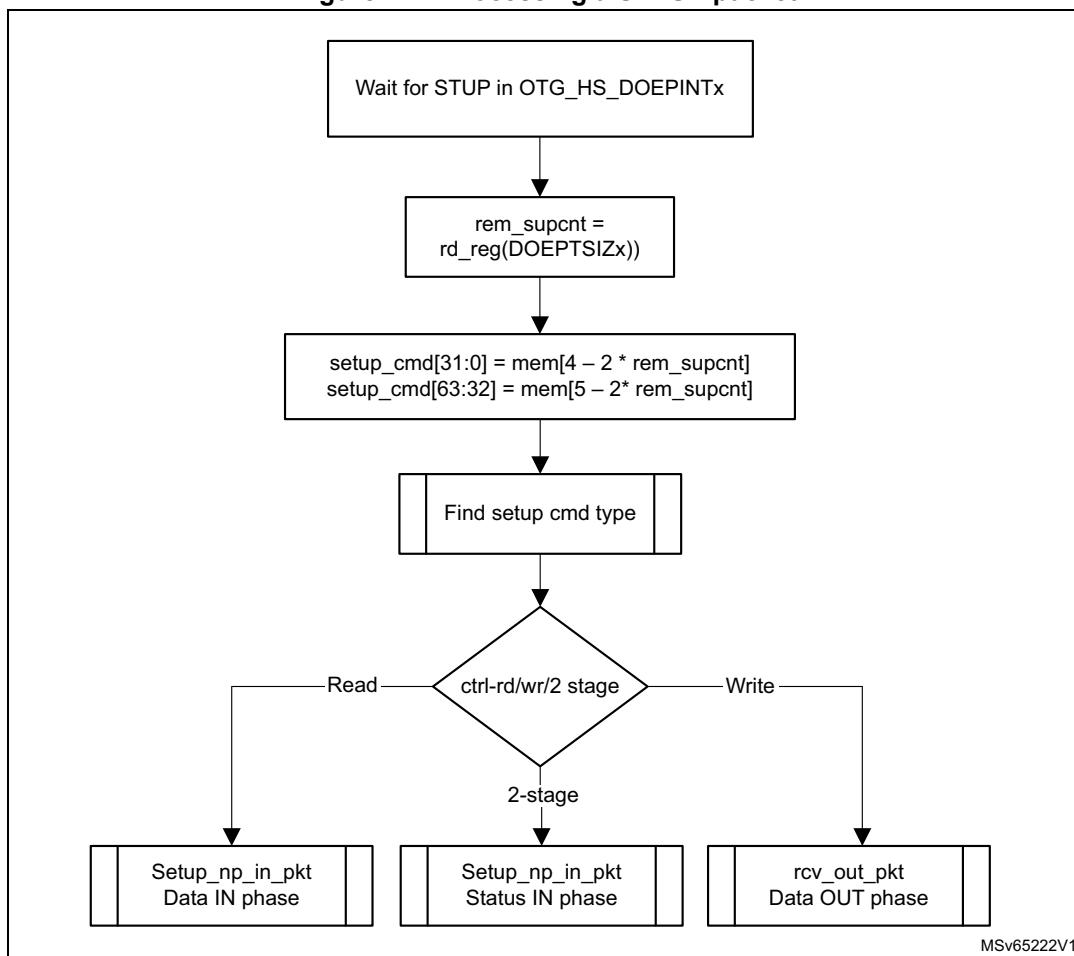 Wait for STUP in OTG_HS_DOEPINTx
rem_supcnt =
rd_reg(DOEPTSIZx))
setup_cmd[31:0] = mem[4 – 2 * rem_supcnt]
setup_cmd[63:32] = mem[5 – 2* rem_supcnt]
Find setup cmd type
Read
ctrl-rd/wr/2 stage
Write
2-stage
Setup_np_in_pkt
Data IN phase
Setup_np_in_pkt
Status IN phase
rcv_out_pkt
Data OUT phase
MSv65222V1